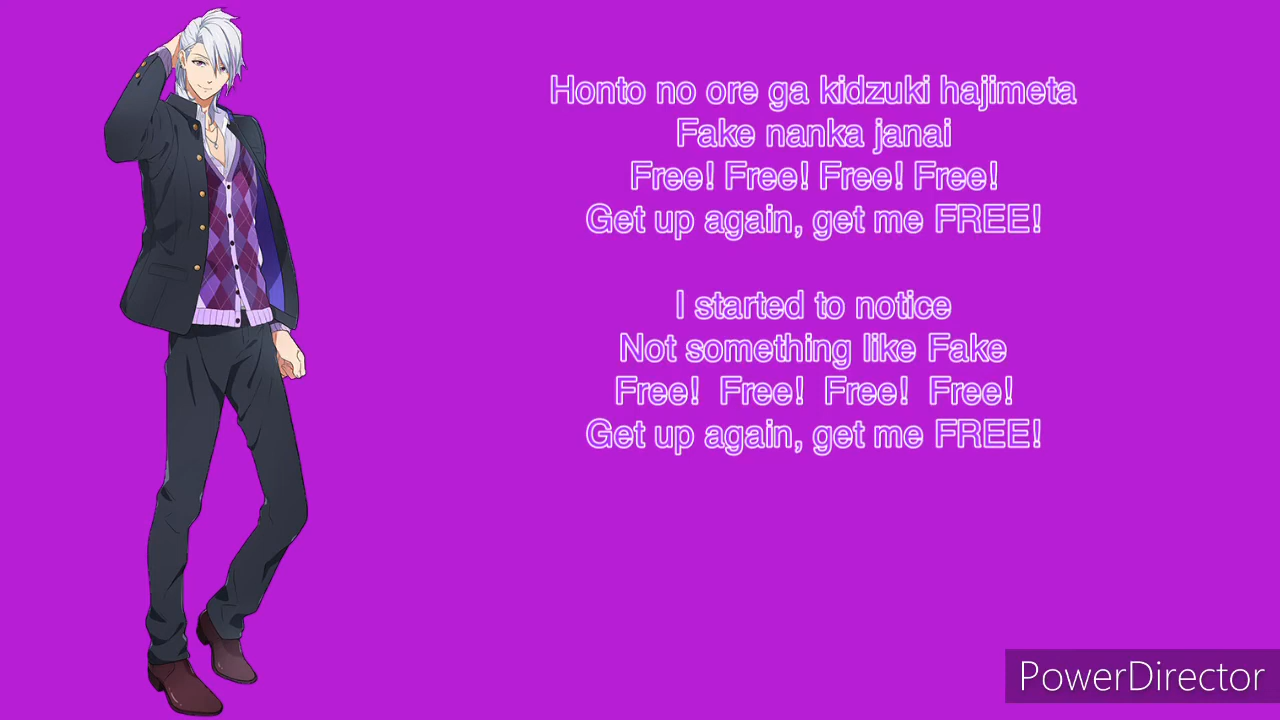 Honto no ore ga kidzuki hajimeta
Fake nanka janai
Free! Free! Free! Free!
Get up again, get me FREE!
I started to notice
Not something like Fake
Free!  Free!  Free!  Free!
Get up again, get me FREE!
PowerDirector